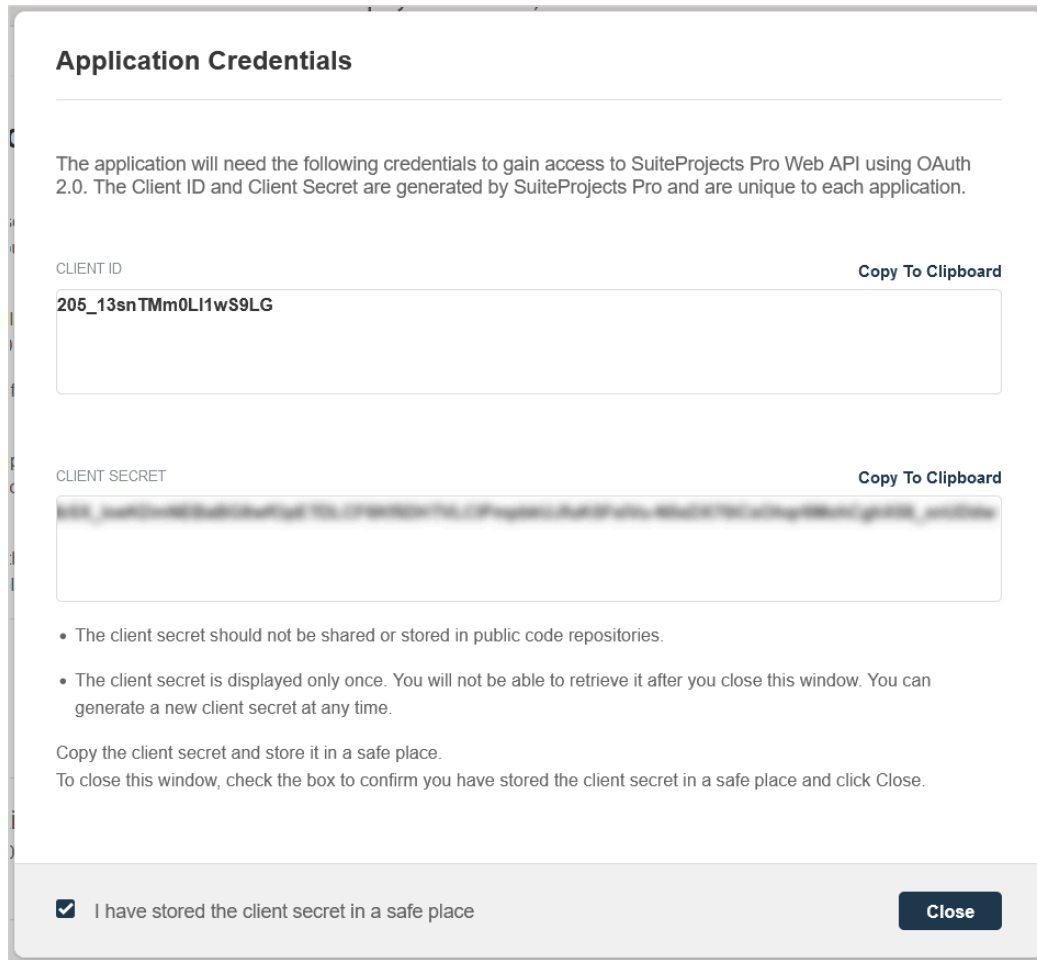 Application Credentials
The application will need the following credentials to gain access to SuiteProjects Pro Web API using OAuth
2.0. The Client ID and Client Secret are generated by SuiteProjects Pro and are unique to each application.
CLIENT ID
Copy To Clipboard
205_13snTMm0LI1wS9LG
CLIENT SECRET
Copy To Clipboard
• The client secret should not be shared or stored in public code repositories.
• The client secret is displayed only once. You will not be able to retrieve it after you close this window. You can
generate a new client secret at any time.
Copy the client secret and store it in a safe place.
To close this window, check the box to confirm you have stored the client secret in a safe place and click Close.
I have stored the client secret in a safe place
Close